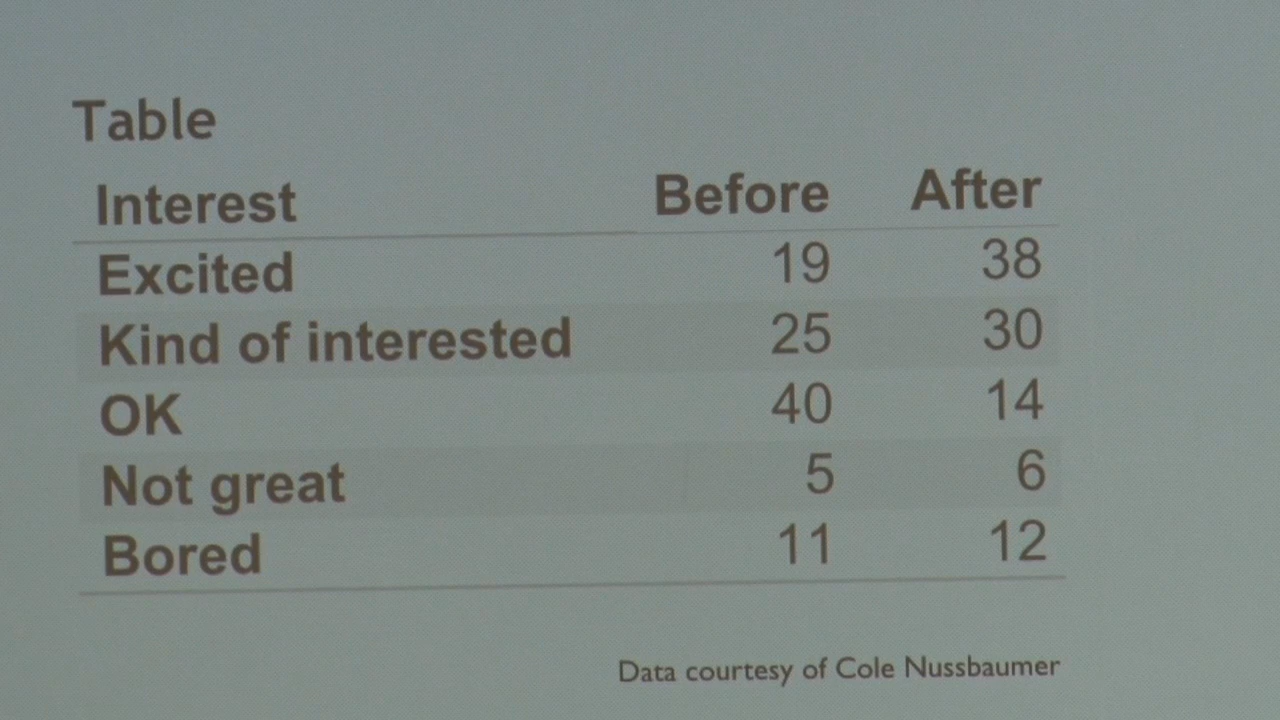 Table
Interest Before After
Excited 19 38
Kind of interested 25 30
OK 40 14
Not great 5 6
Bored 11 12
Data courtesy of Cole Nussbaumer